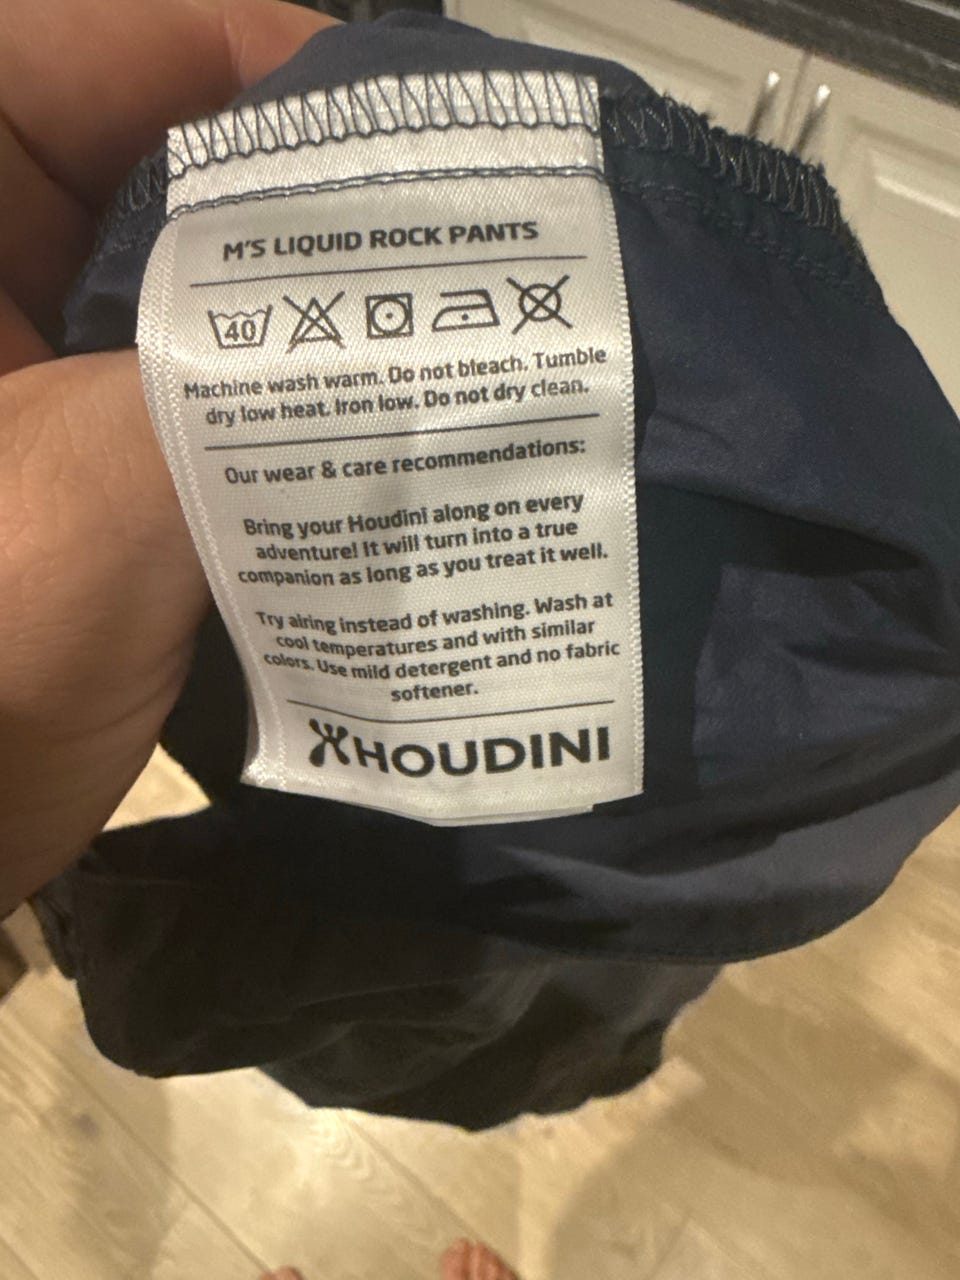 M'S LIQUID ROCK PANTS
40
Machine wash warm. Do not bleach. Tumble
dry low heat. Iron low. Do not dry clean.
Our wear & care recommendations:
Bring your Houdini along on every
adventure! It will turn into a true
companion as long as you treat it well.
Try airing instead of washing. Wash at
cool temperatures and with similar
colors. Use mild detergent and no fabric
softener.
HOUDINI